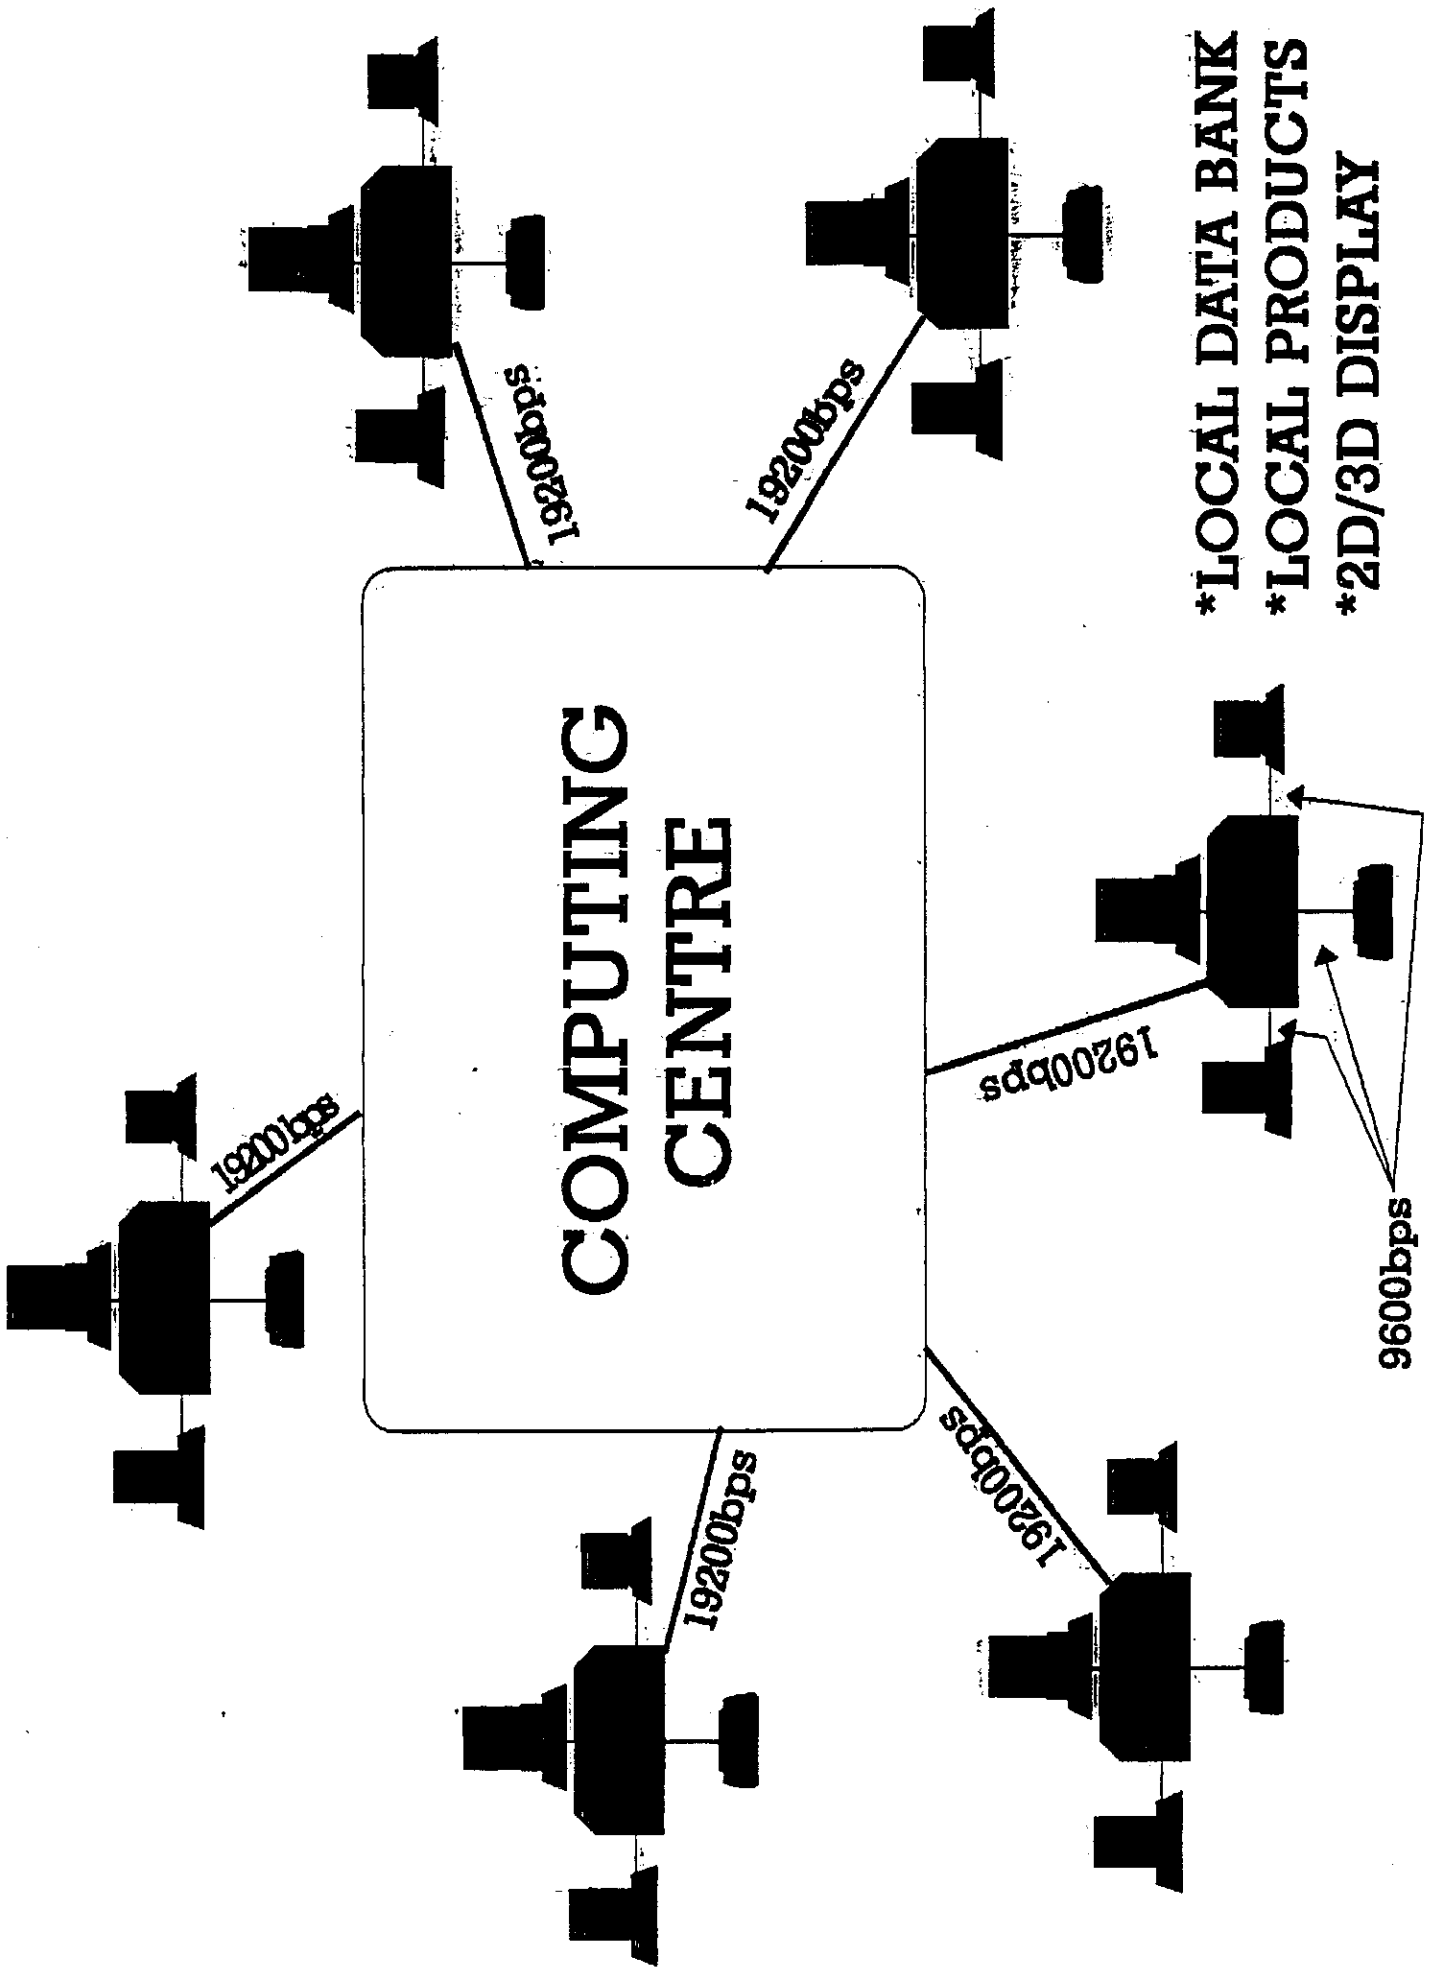 COMPUTING
CENTRE
19200bps
19200bps
19200bps
19200bps
19200bps
19200bps
9600bps
*LOCAL DATA BANK
*LOCAL PRODUCTS
*2D/3D DISPLAY